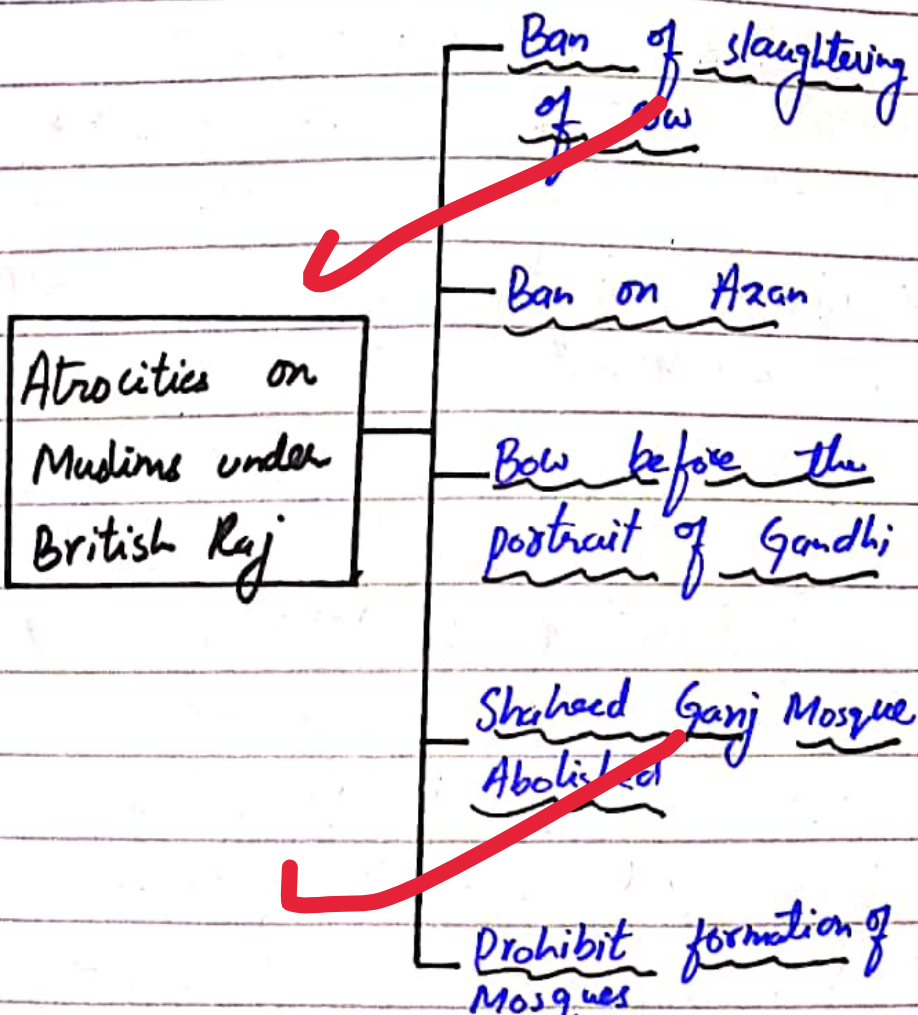 Atrocities on
Muslims under
British Raj
Ban of slaughtering
of cow
Ban on Azan
Bow before the
portrait of Gandhi
Shaheed Ganj Mosque
Abolished
Prohibit formation of
Mosques